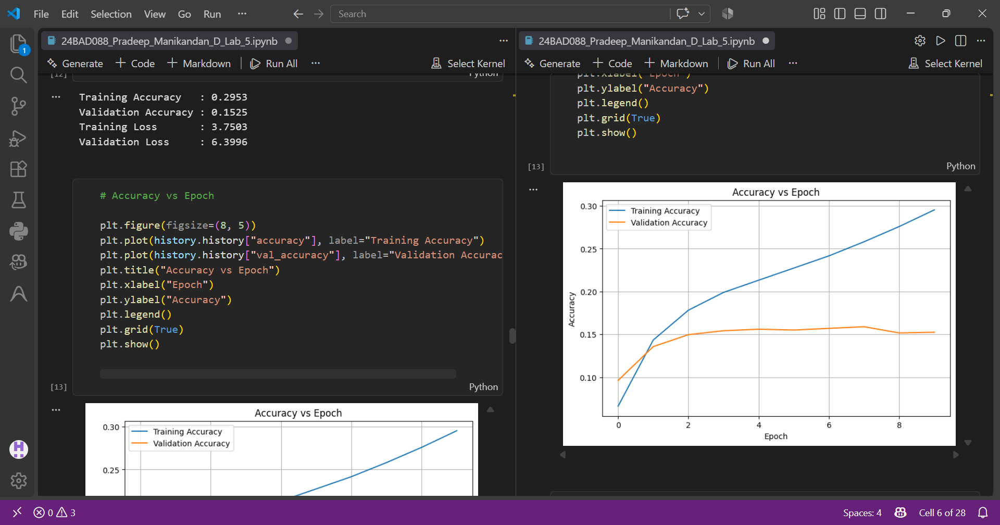 File Edit Selection View Go Run ···
Search
24BAD088_Pradeep_Manikandan_D_Lab_5.ipynb
Generate + Code + Markdown Run All ··· Select Kernel
[12] Python
Training Accuracy : 0.2953
Validation Accuracy : 0.1525
Training Loss : 3.7503
Validation Loss : 6.3996
# Accuracy vs Epoch
plt.figure(figsize=(8, 5))
plt.plot(history.history["accuracy"], label="Training Accuracy")
plt.plot(history.history["val_accuracy"], label="Validation Accurac
plt.title("Accuracy vs Epoch")
plt.xlabel("Epoch")
plt.ylabel("Accuracy")
plt.legend()
plt.grid(True)
plt.show()
[13] Python
Accuracy vs Epoch
0.30
Training Accuracy
Validation Accuracy
0.25
24BAD088_Pradeep_Manikandan_D_Lab_5.ipynb
Generate + Code + Markdown Run All ··· Select Kernel
plt.xlabel("Epoch")
plt.ylabel("Accuracy")
plt.legend()
plt.grid(True)
plt.show()
[13] Python
Accuracy vs Epoch
Training Accuracy
Validation Accuracy
0.30
0.25
0.20
0.15
0.10
Accuracy
0 2 4 6 8
Epoch
1
0 3
Spaces: 4 Cell 6 of 28